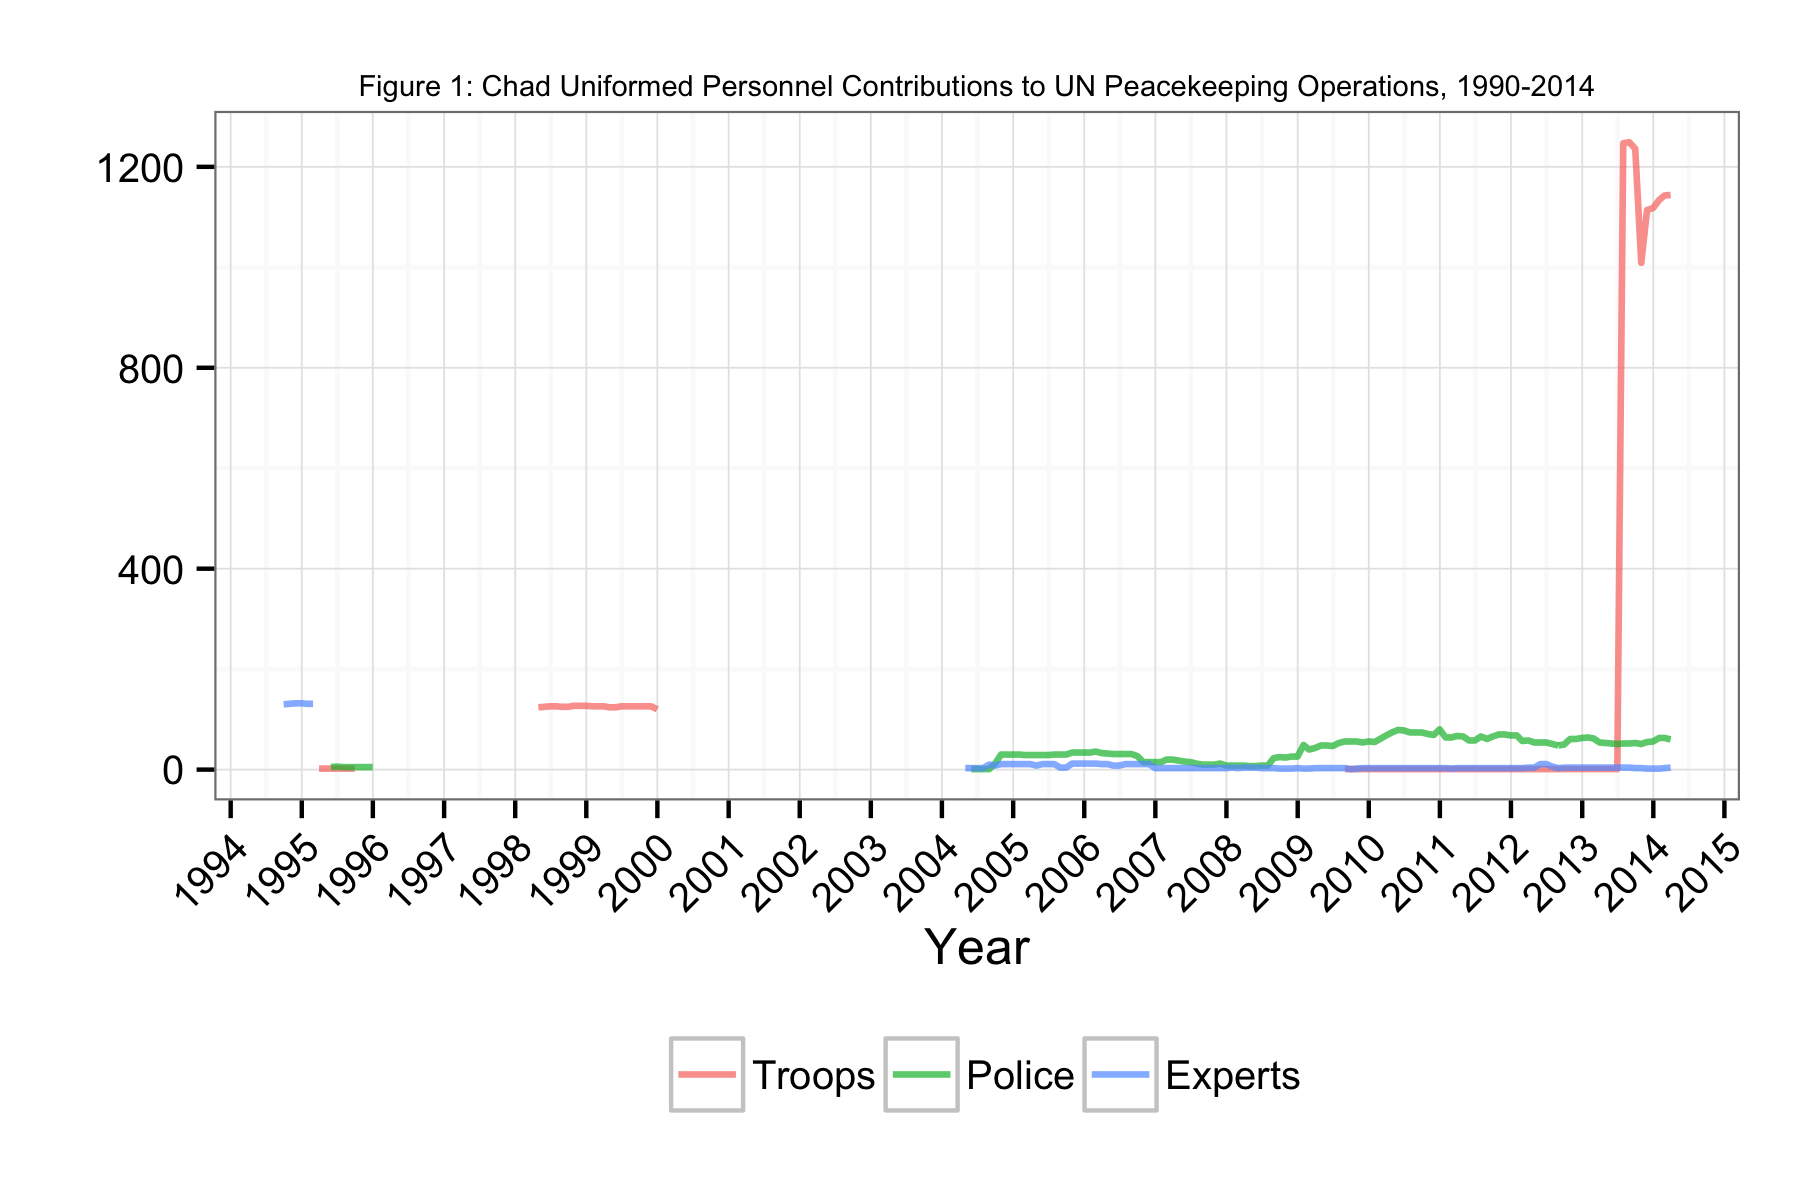 Figure 1: Chad Uniformed Personnel Contributions to UN Peacekeeping Operations, 1990-2014
1200
800
400
0
1994 1995 1996 1997 1998 1999 2000 2001 2002 2003 2004 2005 2006 2007 2008 2009 2010 2011 2012 2013 2014 2015
Year
Troops Police Experts